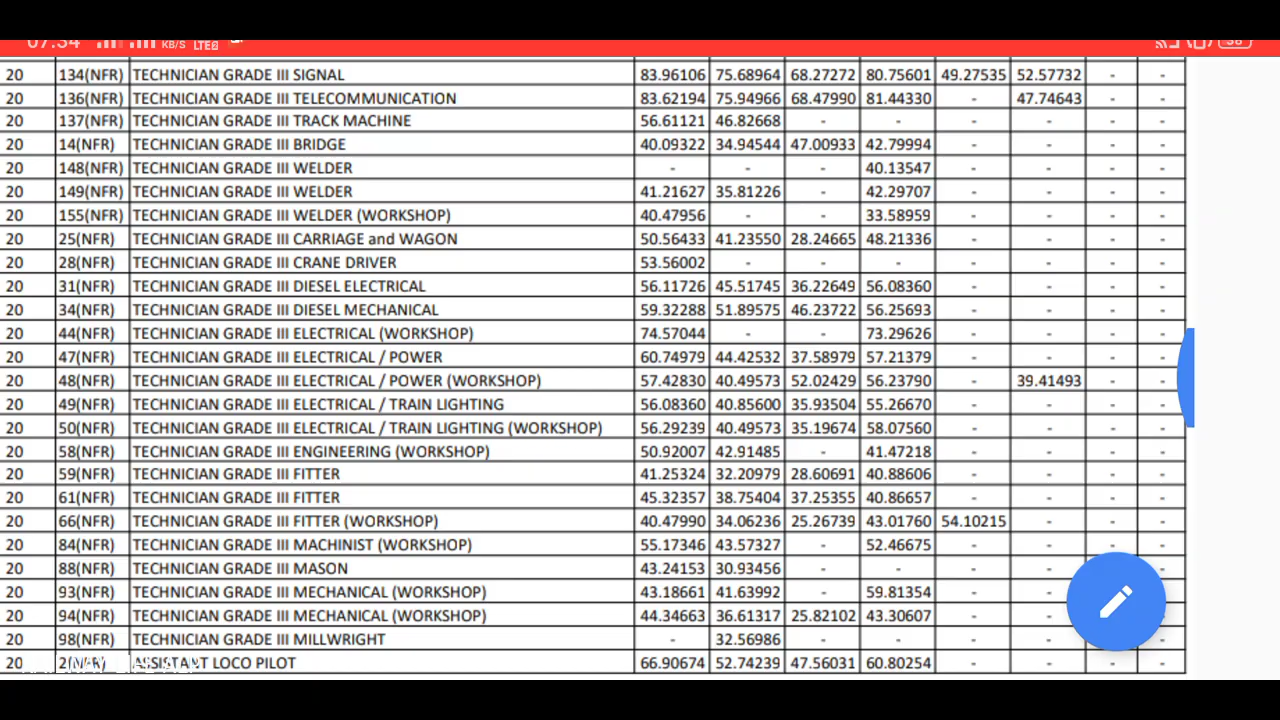 07:34 KB/S LTE 38
20 134(NFR) TECHNICIAN GRADE III SIGNAL 83.96106 75.68964 68.27272 80.75601 49.27535 52.57732 - -
20 136(NFR) TECHNICIAN GRADE III TELECOMMUNICATION 83.62194 75.94966 68.47990 81.44330 - 47.74643 - -
20 137(NFR) TECHNICIAN GRADE III TRACK MACHINE 56.61121 46.82668 - - - - - -
20 14(NFR) TECHNICIAN GRADE III BRIDGE 40.09322 34.94544 47.00933 42.79994 - - - -
20 148(NFR) TECHNICIAN GRADE III WELDER - - - 40.13547 - - - -
20 149(NFR) TECHNICIAN GRADE III WELDER 41.21627 35.81226 - 42.29707 - - - -
20 155(NFR) TECHNICIAN GRADE III WELDER (WORKSHOP) 40.47956 - - 33.58959 - - - -
20 25(NFR) TECHNICIAN GRADE III CARRIAGE and WAGON 50.56433 41.23550 28.24665 48.21336 - - - -
20 28(NFR) TECHNICIAN GRADE III CRANE DRIVER 53.56002 - - - - - - -
20 31(NFR) TECHNICIAN GRADE III DIESEL ELECTRICAL 56.11726 45.51745 36.22649 56.08360 - - - -
20 34(NFR) TECHNICIAN GRADE III DIESEL MECHANICAL 59.32288 51.89575 46.23722 56.25693 - - - -
20 44(NFR) TECHNICIAN GRADE III ELECTRICAL (WORKSHOP) 74.57044 - - 73.29626 - - - -
20 47(NFR) TECHNICIAN GRADE III ELECTRICAL / POWER 60.74979 44.42532 37.58979 57.21379 - - - -
20 48(NFR) TECHNICIAN GRADE III ELECTRICAL / POWER (WORKSHOP) 57.42830 40.49573 52.02429 56.23790 - 39.41493 - -
20 49(NFR) TECHNICIAN GRADE III ELECTRICAL / TRAIN LIGHTING 56.08360 40.85600 35.93504 55.26670 - - - -
20 50(NFR) TECHNICIAN GRADE III ELECTRICAL / TRAIN LIGHTING (WORKSHOP) 56.29239 40.49573 35.19674 58.07560 - - - -
20 58(NFR) TECHNICIAN GRADE III ENGINEERING (WORKSHOP) 50.92007 42.91485 - 41.47218 - - - -
20 59(NFR) TECHNICIAN GRADE III FITTER 41.25324 32.20979 28.60691 40.88606 - - - -
20 61(NFR) TECHNICIAN GRADE III FITTER 45.32357 38.75404 37.25355 40.86657 - - - -
20 66(NFR) TECHNICIAN GRADE III FITTER (WORKSHOP) 40.47990 34.06236 25.26739 43.01760 54.10215 - - -
20 84(NFR) TECHNICIAN GRADE III MACHINIST (WORKSHOP) 55.17346 43.57327 - 52.46675 - - -
20 88(NFR) TECHNICIAN GRADE III MASON 43.24153 30.93456 - - - - -
20 93(NFR) TECHNICIAN GRADE III MECHANICAL (WORKSHOP) 43.18661 41.63992 - 59.81354 - - -
20 94(NFR) TECHNICIAN GRADE III MECHANICAL (WORKSHOP) 44.34663 36.61317 25.82102 43.30607 - - -
20 98(NFR) TECHNICIAN GRADE III MILLWRIGHT - 32.56986 - - - - - -
20 ASSISTANT LOCO PILOT 66.90674 52.74239 47.56031 60.80254 - - - -